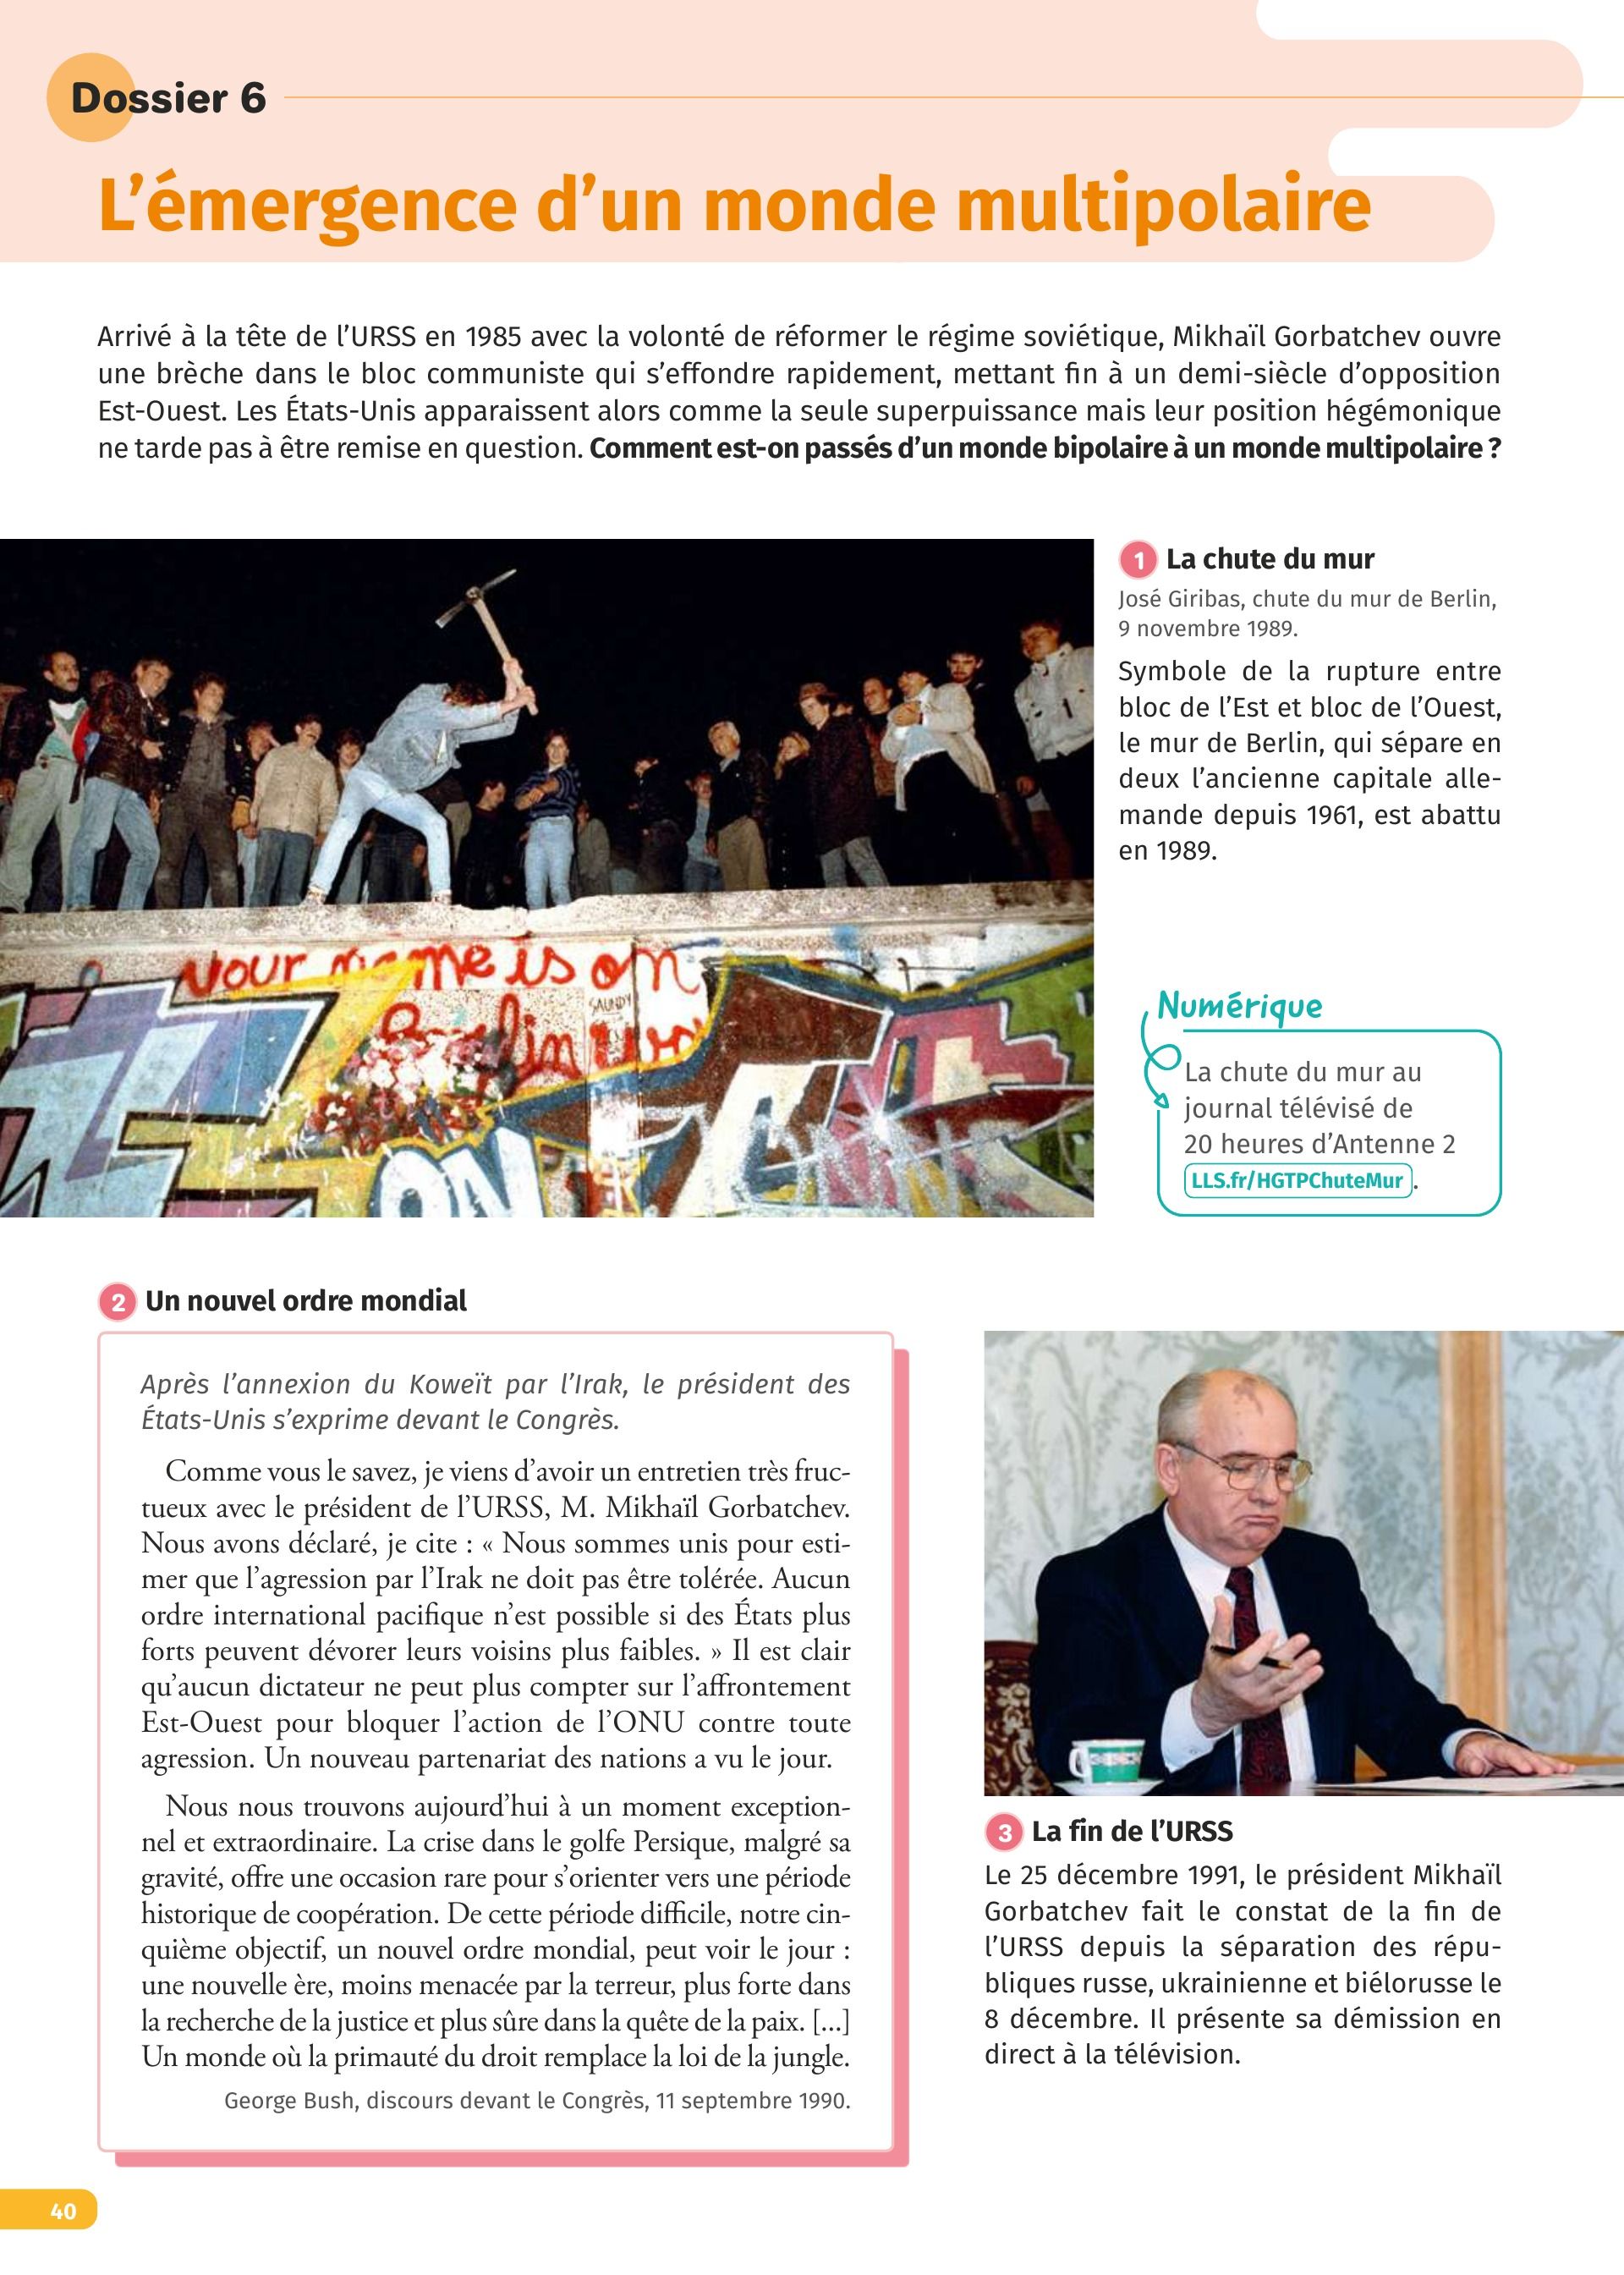 Dossier 6
L'émergence d'un monde multipolaire
Arrivé à la tête de l'URSS en 1985 avec la volonté de réformer le régime soviétique, Mikhaïl Gorbatchev ouvre
une brèche dans le bloc communiste qui s'effondre rapidement, mettant fin à un demi-siècle d'opposition
Est-Ouest. Les États-Unis apparaissent alors comme la seule superpuissance mais leur position hégémonique
ne tarde pas à être remise en question. Comment est-on passés d'un monde bipolaire à un monde multipolaire ?
1 La chute du mur
José Giribas, chute du mur de Berlin,
9 novembre 1989.
Symbole de la rupture entre
bloc de l'Est et bloc de l'Ouest,
le mur de Berlin, qui sépare en
deux l'ancienne capitale alle-
mande depuis 1961, est abattu
en 1989.
your name is on
Berlin
SAUNDY
ON
Numérique
La chute du mur au
journal télévisé de
20 heures d'Antenne 2
LLS.fr/HGTPChuteMur.
2 Un nouvel ordre mondial
Après l'annexion du Koweït par l'Irak, le président des
États-Unis s'exprime devant le Congrès.
Comme vous le savez, je viens d'avoir un entretien très fruc-
tueux avec le président de l'URSS, M. Mikhaïl Gorbatchev.
Nous avons déclaré, je cite : « Nous sommes unis pour esti-
mer que l'agression par l'Irak ne doit pas être tolérée. Aucun
ordre international pacifique n'est possible si des États plus
forts peuvent dévorer leurs voisins plus faibles. » Il est clair
qu'aucun dictateur ne peut plus compter sur l'affrontement
Est-Ouest pour bloquer l'action de l'ONU contre toute
agression. Un nouveau partenariat des nations a vu le jour.
Nous nous trouvons aujourd'hui à un moment exception-
nel et extraordinaire. La crise dans le golfe Persique, malgré sa
gravité, offre une occasion rare pour s'orienter vers une période
historique de coopération. De cette période difficile, notre cin-
quième objectif, un nouvel ordre mondial, peut voir le jour :
une nouvelle ère, moins menacée par la terreur, plus forte dans
la recherche de la justice et plus sûre dans la quête de la paix. [...]
Un monde où la primauté du droit remplace la loi de la jungle.
George Bush, discours devant le Congrès, 11 septembre 1990.
3 La fin de l'URSS
Le 25 décembre 1991, le président Mikhaïl
Gorbatchev fait le constat de la fin de
l'URSS depuis la séparation des répu-
bliques russe, ukrainienne et biélorusse le
8 décembre. Il présente sa démission en
direct à la télévision.
40